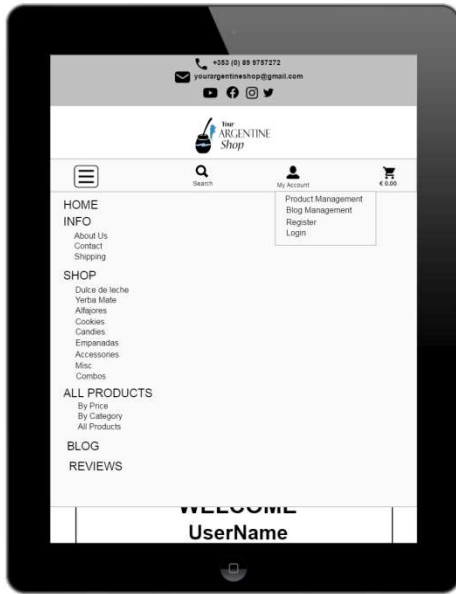 +353 (0) 89 9757272
yourargentineshop@gmail.com
Your
ARGENTINE
Shop
Search
My Account
€ 0.00
Product Management
Blog Management
Register
Login
HOME
INFO
About Us
Contact
Shipping
SHOP
Dulce de leche
Yerba Mate
Alfajores
Cookies
Candies
Empanadas
Accessories
Misc
Combos
ALL PRODUCTS
By Price
By Category
All Products
BLOG
REVIEWS
WELCOME
UserName